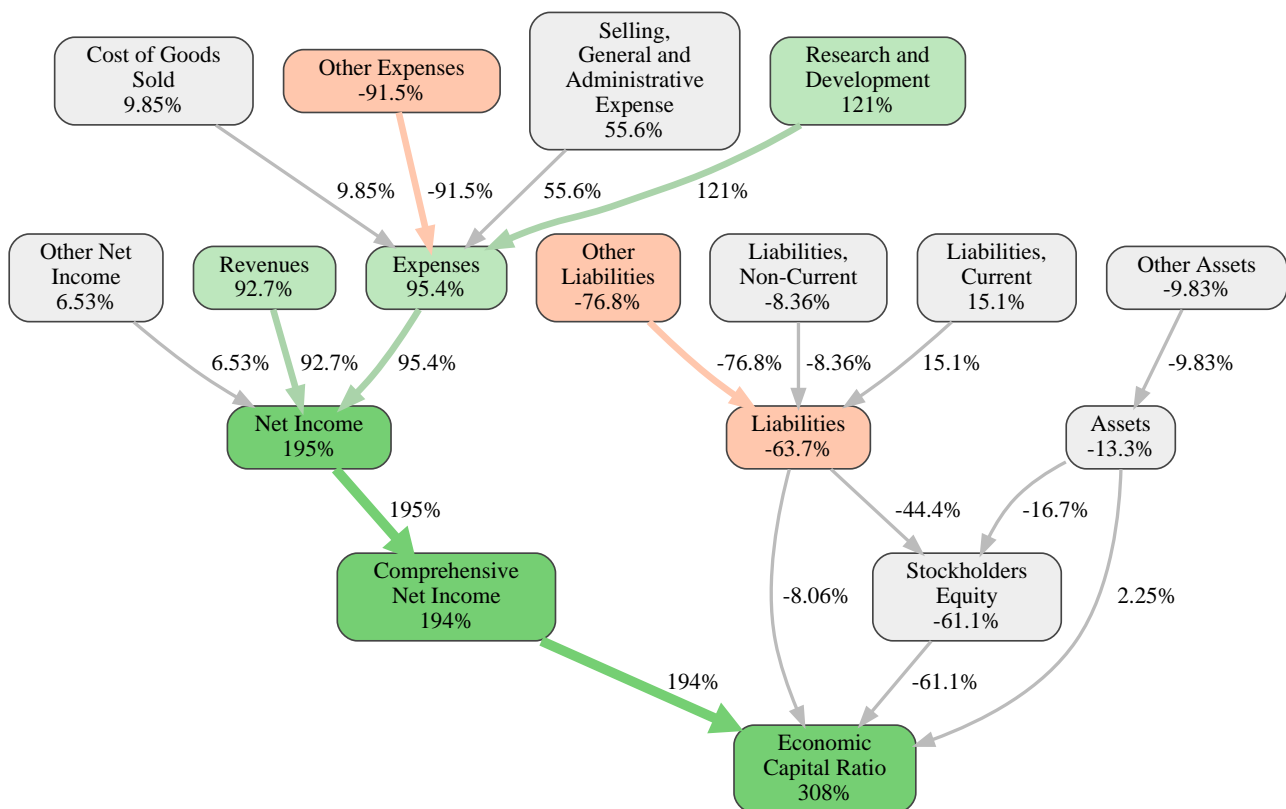 Cost of Goods
Sold
9.85%
Other Expenses
-91.5%
Selling,
General and
Administrative
Expense
55.6%
Research and
Development
121%
9.85%
-91.5%
55.6%
121%
Other Net
Income
6.53%
Revenues
92.7%
Expenses
95.4%
Other
Liabilities
-76.8%
Liabilities,
Non-Current
-8.36%
Liabilities,
Current
15.1%
Other Assets
-9.83%
6.53%
92.7%
95.4%
-76.8%
-8.36%
15.1%
-9.83%
Net Income
195%
Liabilities
-63.7%
Assets
-13.3%
195%
-44.4%
-16.7%
Comprehensive
Net Income
194%
-8.06%
Stockholders
Equity
-61.1%
2.25%
194%
-61.1%
Economic
Capital Ratio
308%